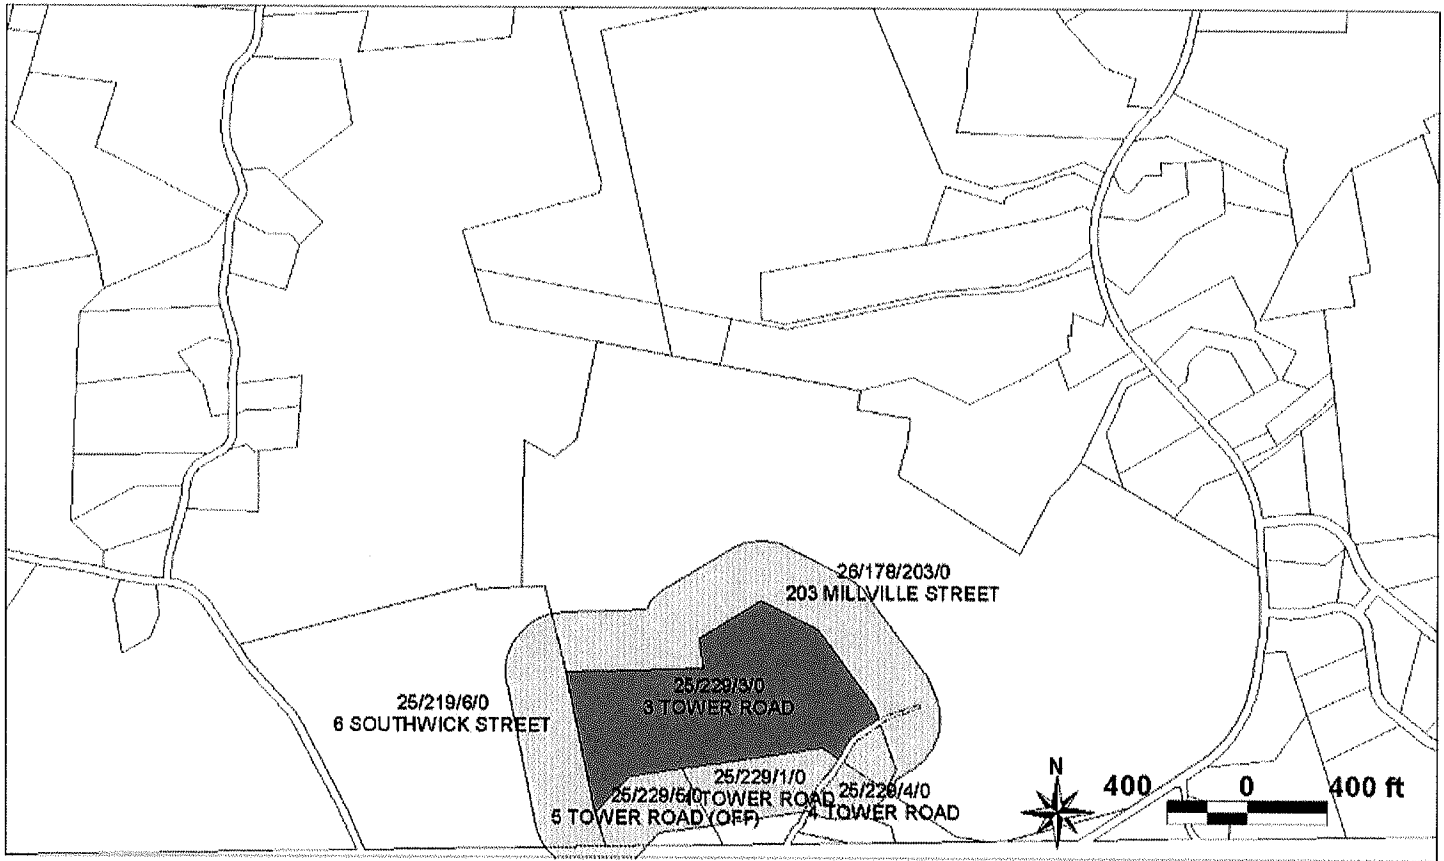 26/178/203/0
203 MILLVILLE STREET
25/229/3/0
3 TOWER ROAD
25/219/6/0
6 SOUTHWICK STREET
25/229/1/0
TOWER ROAD
25/229/5/0
5 TOWER ROAD (OFF)
25/229/4/0
4 TOWER ROAD
N
400 0 400 ft